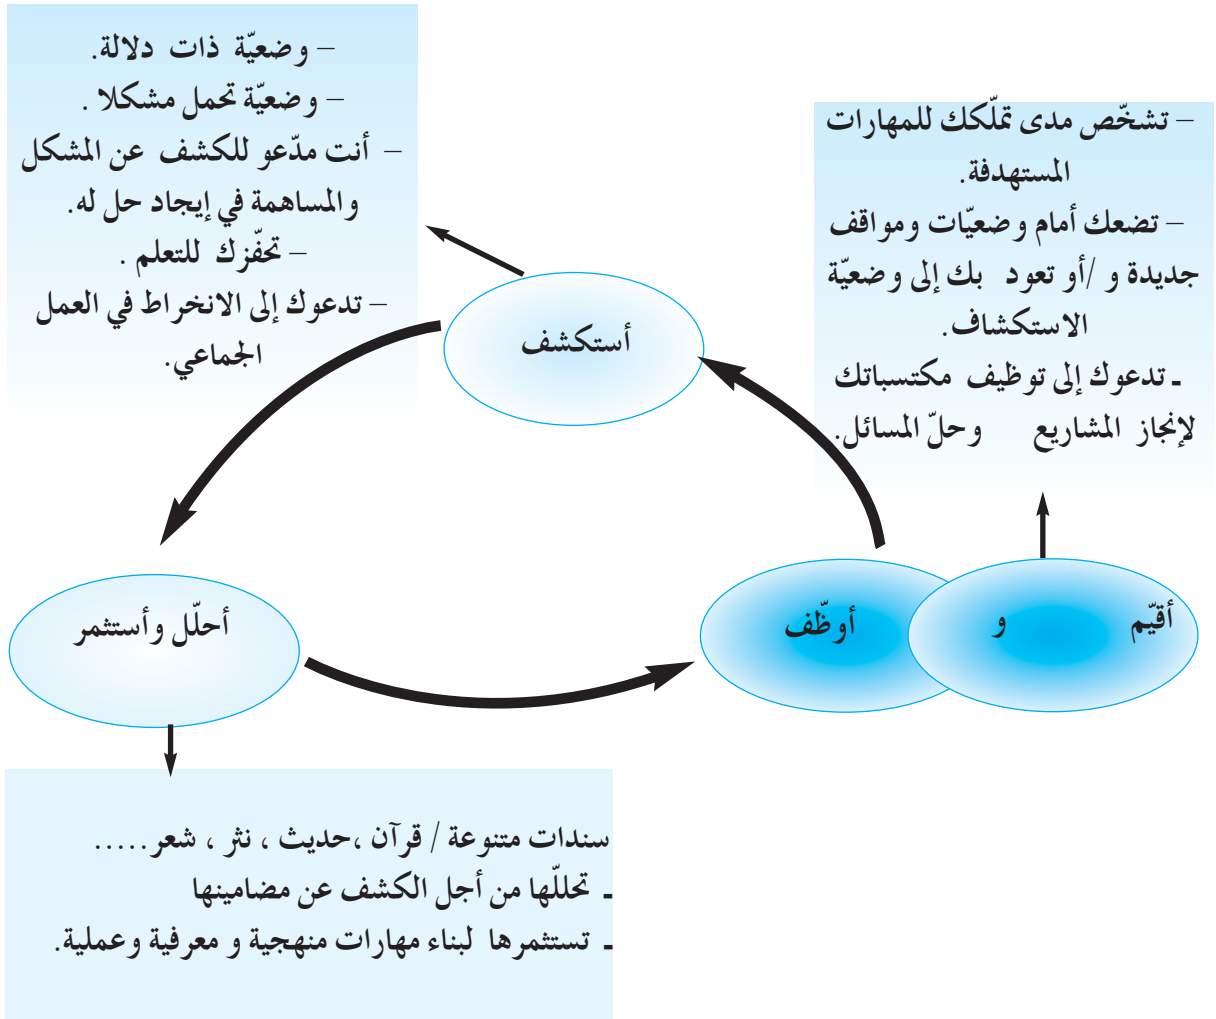 – وضعيّة ذات دلالة.
– وضعيّة تحمل مشكلا .
– أنت مدّعو للكشف عن المشكل
والمساهمة في إيجاد حل له.
– تحفّزك للتعلم .
– تدعوك إلى الانخراط في العمل
الجماعي.
– تشخّص مدى تملّكك للمهارات
المستهدفة.
– تضعك أمام وضعيّات ومواقف
جديدة و /أو تعود بك إلى وضعيّة
الاستكشاف.
ـ تدعوك إلى توظيف مكتسباتك
لإنجاز المشاريع وحلّ المسائل.
أستكشف
أقيّم و أوظّف
أحلّل وأستثمر
سندات متنوعة / قرآن ،حديث ، نثر ، شعر.....
ـ تحللّها من أجل الكشف عن مضامينها
ـ تستثمرها لبناء مهارات منهجية و معرفية وعملية.